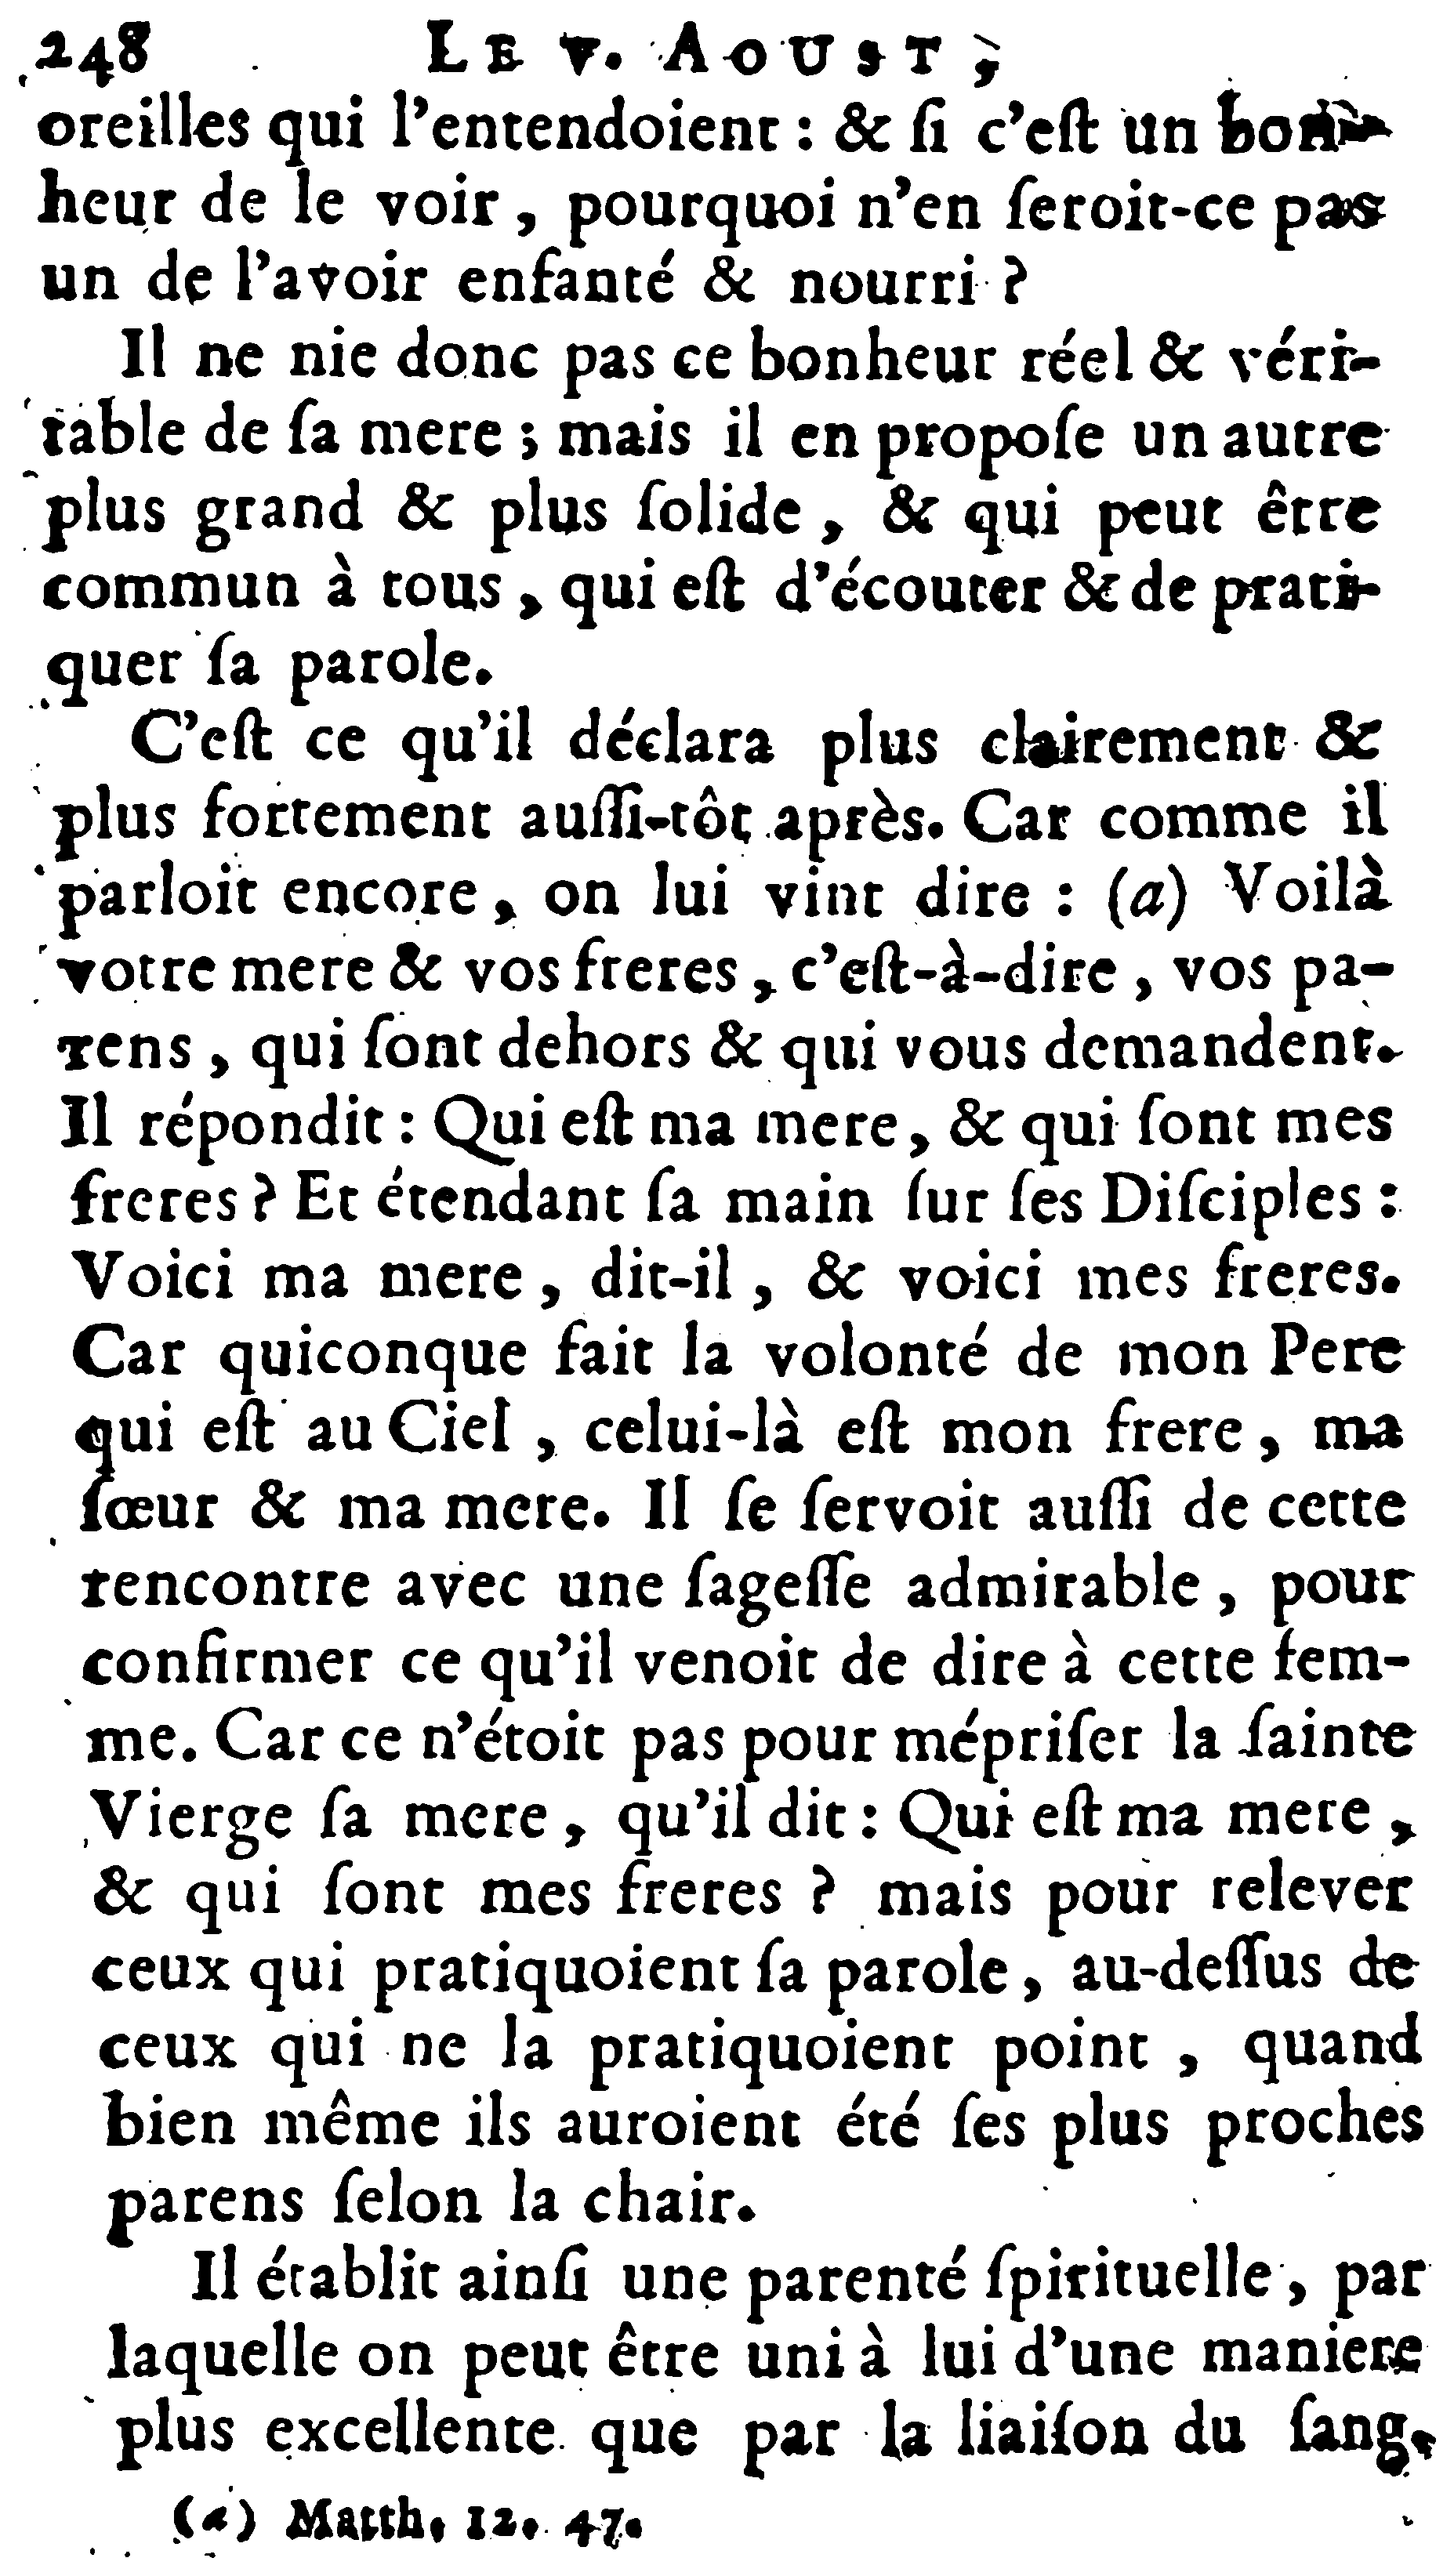 248 LE V. AOUST,
oreilles qui l'entendoient : & ſi c'eſt un bon-
heur de le voir, pourquoi n'en ſeroit-ce pas
un de l'avoir enfanté & nourri ?
Il ne nie donc pas ce bonheur réel & véri-
table de ſa mere ; mais il en propoſe un autre
plus grand & plus ſolide, & qui peut être
commun à tous, qui eſt d'écouter & de prati-
quer ſa parole.
C'eſt ce qu'il déclara plus clairement &
plus fortement auſſi-tôt après. Car comme il
parloit encore, on lui vint dire : (a) Voilà
votre mere & vos freres, c'eſt-à-dire, vos pa-
rens, qui ſont dehors & qui vous demandent.
Il répondit : Qui eſt ma mere, & qui ſont mes
freres ? Et étendant ſa main ſur ſes Diſciples :
Voici ma mere, dit-il, & voici mes freres.
Car quiconque fait la volonté de mon Pere
qui eſt au Ciel, celui-là eſt mon frere, ma
ſœur & ma mere. Il ſe ſervoit auſſi de cette
rencontre avec une ſageſſe admirable, pour
confirmer ce qu'il venoit de dire à cette fem-
me. Car ce n'étoit pas pour mépriſer la ſainte
Vierge ſa mere, qu'il dit : Qui eſt ma mere,
& qui ſont mes freres ? mais pour relever
ceux qui pratiquoient ſa parole, au-deſſus de
ceux qui ne la pratiquoient point, quand
bien même ils auroient été ſes plus proches
parens ſelon la chair.
Il établit ainſi une parenté ſpirituelle, par
laquelle on peut être uni à lui d'une maniere
plus excellente que par la liaiſon du ſang,
(a) Matth. 12. 47.